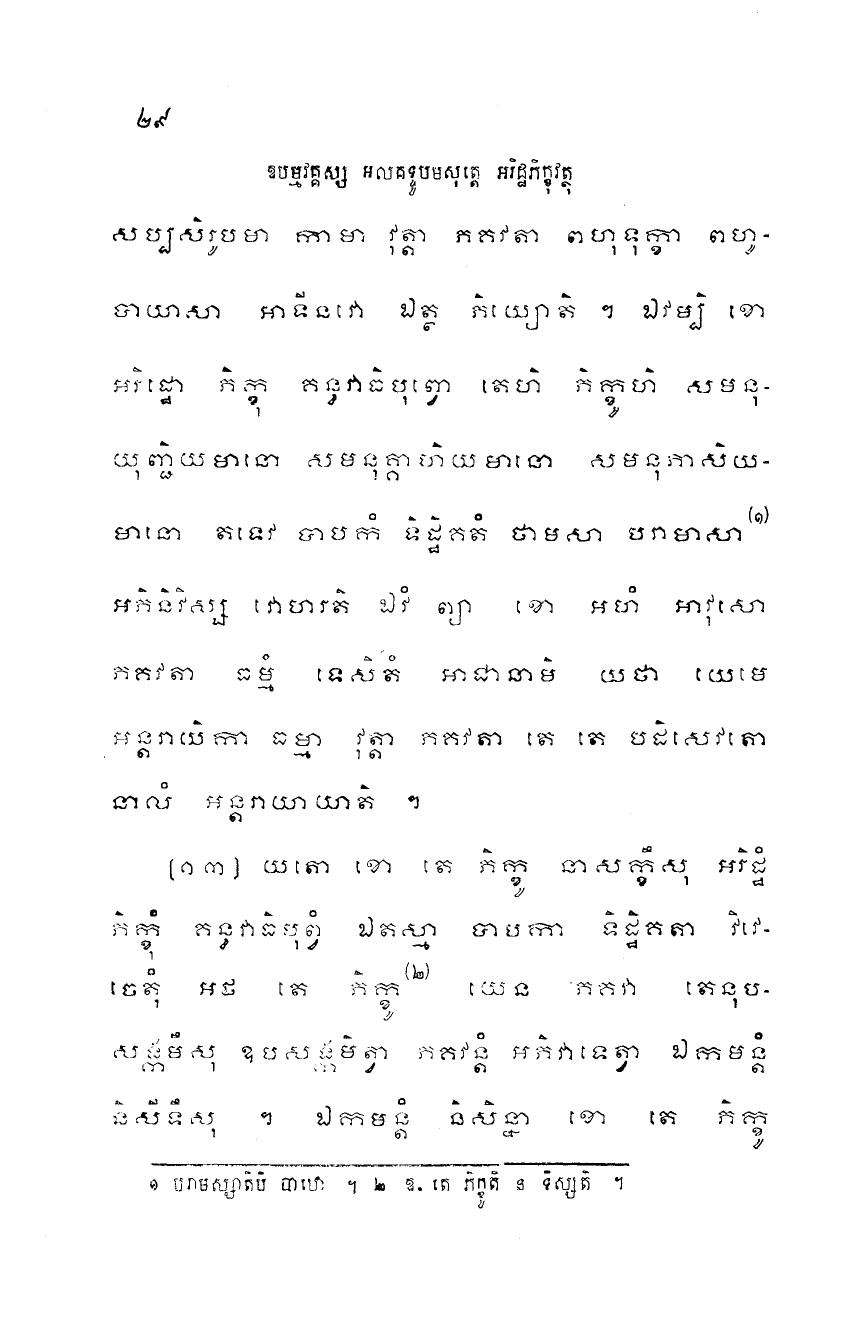 ២៩
ឱបម្មវគ្គស្ស អលគទ្ទូបមសុត្តេ អរិដ្ឋភិក្ខុវត្ថុ
សប្បសិរូបមា កាមា វុត្តា ភគវតា ពហុទុក្ខា ពហូ-
បាយាសា អាទីនវោ ឯត្ថ ភិយ្យោតិ ។ ឯវម្បិ ខោ
អរិដ្ឋោ ភិក្ខុ គន្ធវាធិបុព្វោ តេហិ ភិក្ខូហិ សមនុ-
យុញ្ជិយមានោ សមនុគ្គាហិយមានោ សមនុភាសិយ-
មានោ តទេវ បាបកំ ទិដ្ឋិគតំ ថាមសា បរាមាសា(១)
អភិនិវិស្ស វោហរតិ ឯវំ ព្យា ខោ អហំ អាវុសោ
ភគវតា ធម្មំ ទេសិតំ អាជានាមិ យថា យេមេ
អន្តរាយិកា ធម្មា វុត្តា ភគវតា តេ តេ បដិសេវតោ
នាលំ អន្តរាយាយាតិ ។
[១៣] យតោ ខោ តេ ភិក្ខូ នាសក្ខឹសុ អរិដ្ឋំ
ភិក្ខុំ គន្ធវាធិបុព្វំ ឯតស្មា បាបកា ទិដ្ឋិគតា វិវេ-
ចេតុំ អថ តេ ភិក្ខូ(២) យេន ភគវា តេនុប-
សង្កមឹសុ ឧបសង្កមិត្វា ភគវន្តំ អភិវាទេត្វា ឯកមន្តំ
និសីទឹសុ ។ ឯកមន្តំ និសិន្នា ខោ តេ ភិក្ខូ
១ បរាមស្សាតិបិ បាឋោ ។ ២ ឱ. តេ ភិក្ខូតិ ន ទិស្សតិ ។